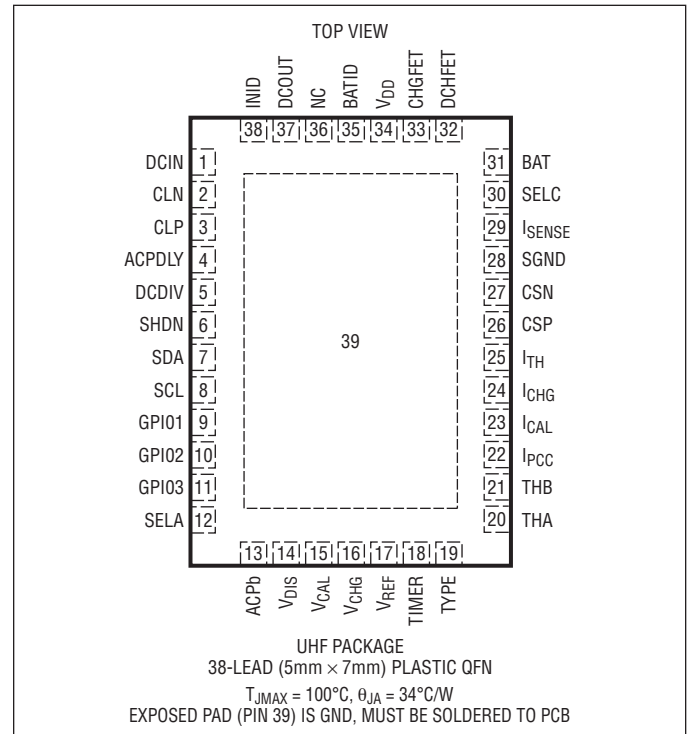 TOP VIEW
INID DCOUT NC BATID VDD CHGFET DCHFET
38 37 36 35 34 33 32
DCIN 1 31 BAT
CLN 2 30 SELC
CLP 3 29 ISENSE
ACPDLY 4 28 SGND
DCDIV 5 27 CSN
SHDN 6 26 CSP
39
SDA 7 25 ITH
SCL 8 24 ICHG
GPI01 9 23 ICAL
GPI02 10 22 IPCC
GPI03 11 21 THB
SELA 12 20 THA
13 14 15 16 17 18 19
ACPb VDIS VCAL VCHG VREF TIMER TYPE
UHF PACKAGE
38-LEAD (5mm × 7mm) PLASTIC QFN
TJMAX = 100°C, θJA = 34°C/W
EXPOSED PAD (PIN 39) IS GND, MUST BE SOLDERED TO PCB